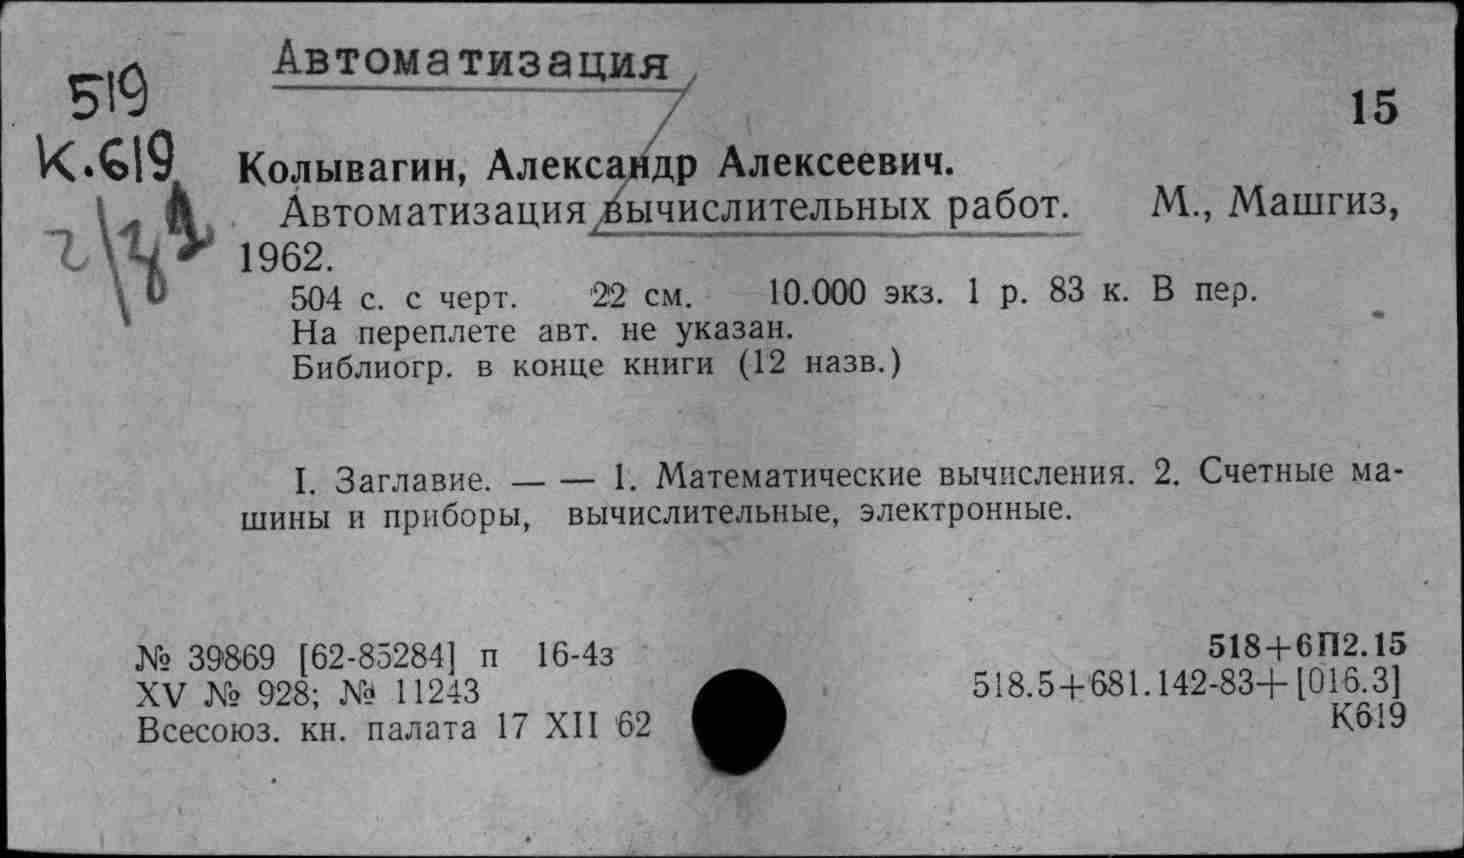 Автоматизация
519
15
К.619
Колывагин, Александр Алексеевич.
Автоматизация вычислительных работ. М., Машгиз,
1962.
504 с. с черт. 22 см. 10.000 экз. 1 р. 83 к. В пер.
На переплете авт. не указан.
Библиогр. в конце книги (12 назв.)
I. Заглавие. — — 1. Математические вычисления. 2. Счетные ма-
шины и приборы, вычислительные, электронные.
№ 39869 [62-85284] п 16-4з
XV № 928; № 11243
Всесоюз. кн. палата 17 XII 62
518+6П2.15
518.5+681.142-83+[016.3]
К619